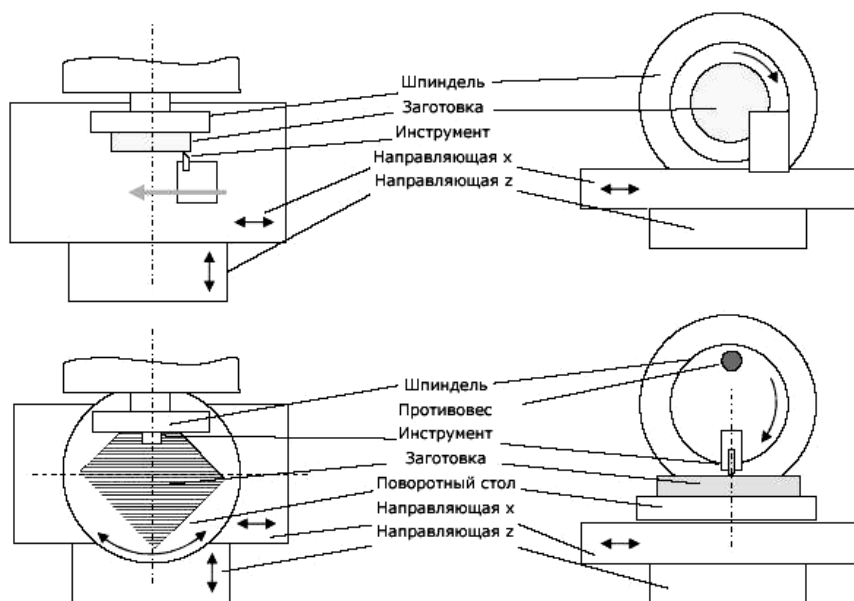 Шпиндель
Заготовка
Инструмент
Направляющая x
Направляющая z
Шпиндель
Противовес
Инструмент
Заготовка
Поворотный стол
Направляющая x
Направляющая z